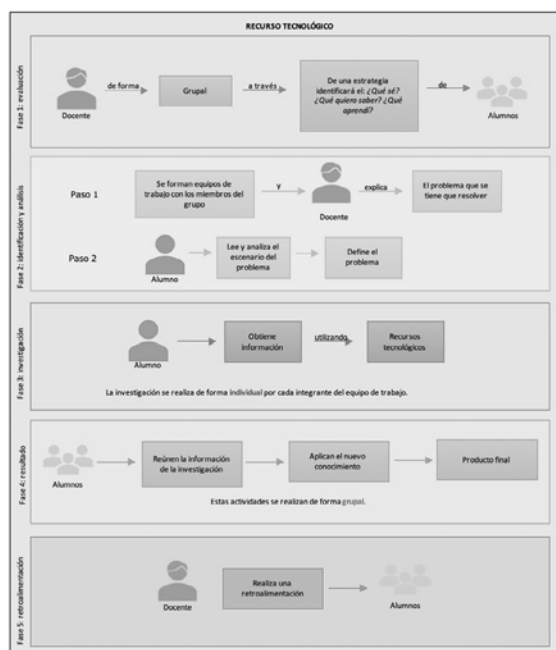 RECURSO TECNOLÓGICO
Fase 1: evaluación
Docente
de forma
Grupal
a través
De una estrategia
identificará el: ¿Qué sé?
¿Qué quiero saber? ¿Qué
aprendí?
de
Alumnos
Fase 2: identificación y análisis
Paso 1
Se forman equipos de
trabajo con los miembros del
grupo
y
Docente
explica
El problema que se
tiene que resolver
Paso 2
Alumno
Lee y analiza el
escenario del
problema
Define el
problema
Fase 3: investigación
Alumno
Obtiene
información
utilizando
Recursos
tecnológicos
La investigación se realiza de forma individual por cada integrante del equipo de trabajo.
Fase 4: resultado
Alumnos
Reúnen la información
de la investigación
Aplican el nuevo
conocimiento
Producto final
Estas actividades se realizan de forma grupal.
Fase 5: retroalimentación
Docente
Realiza una
retroalimentación
Alumnos